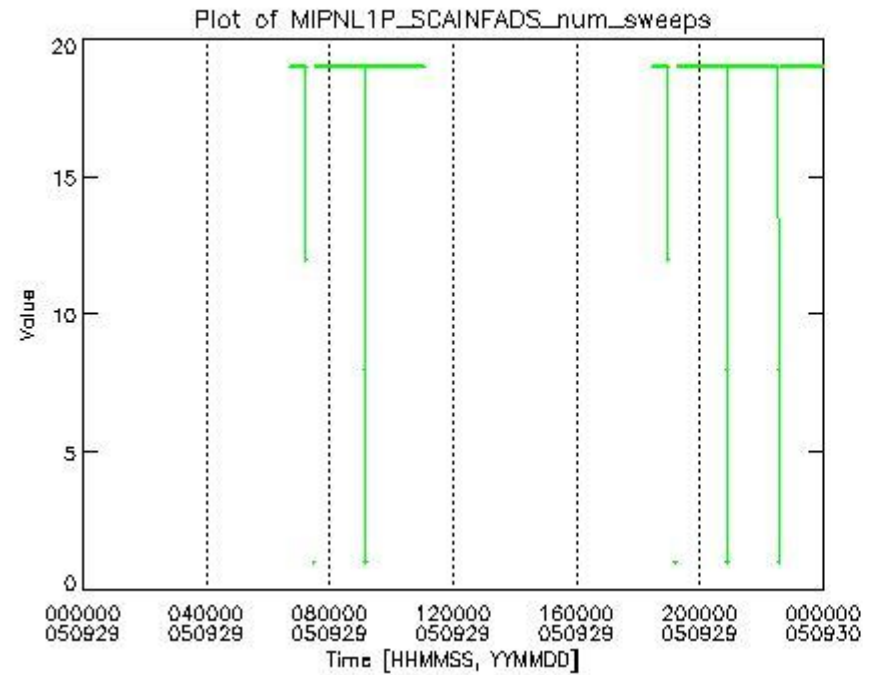 Plot of MIPNL1P_SCAINFADS_num_sweeps
20
15
10
5
0
Value
000000 040000 080000 120000 160000 200000 000000
050929 050929 050929 050929 050929 050929 050930
Time [HHMMSS, YYMMDD]